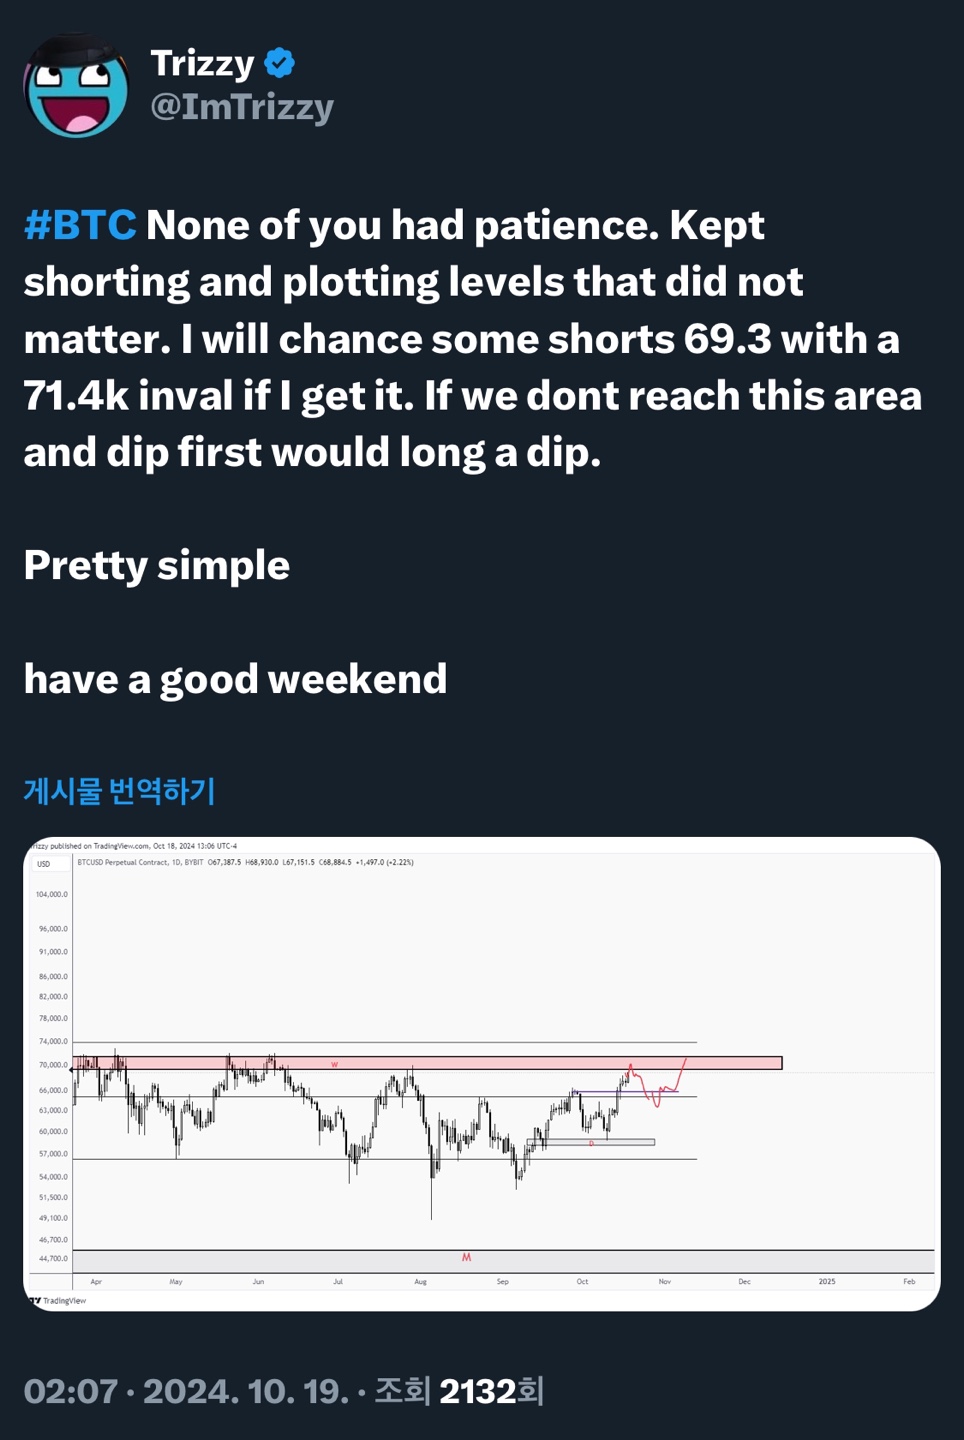 Trizzy
@ImTrizzy
#BTC None of you had patience. Kept
shorting and plotting levels that did not
matter. I will chance some shorts 69.3 with a
71.4k inval if I get it. If we dont reach this area
and dip first would long a dip.
Pretty simple
have a good weekend
게시물 번역하기
rizzy published on TradingView.com, Oct 18, 2024 13:06 UTC-4
USD
BTCUSD Perpetual Contract, 1D, BYBIT O67,387.5 H68,930.0 L67,151.5 C68,884.5 +1,497.0 (+2.22%)
104,000.0
96,000.0
91,000.0
86,000.0
82,000.0
78,000.0
74,000.0
70,000.0
66,000.0
63,000.0
60,000.0
57,000.0
54,000.0
51,500.0
49,100.0
46,700.0
44,700.0
W
D
M
Apr May Jun Jul Aug Sep Oct Nov Dec 2025 Feb
TradingView
02:07 · 2024. 10. 19. · 조회 2132회